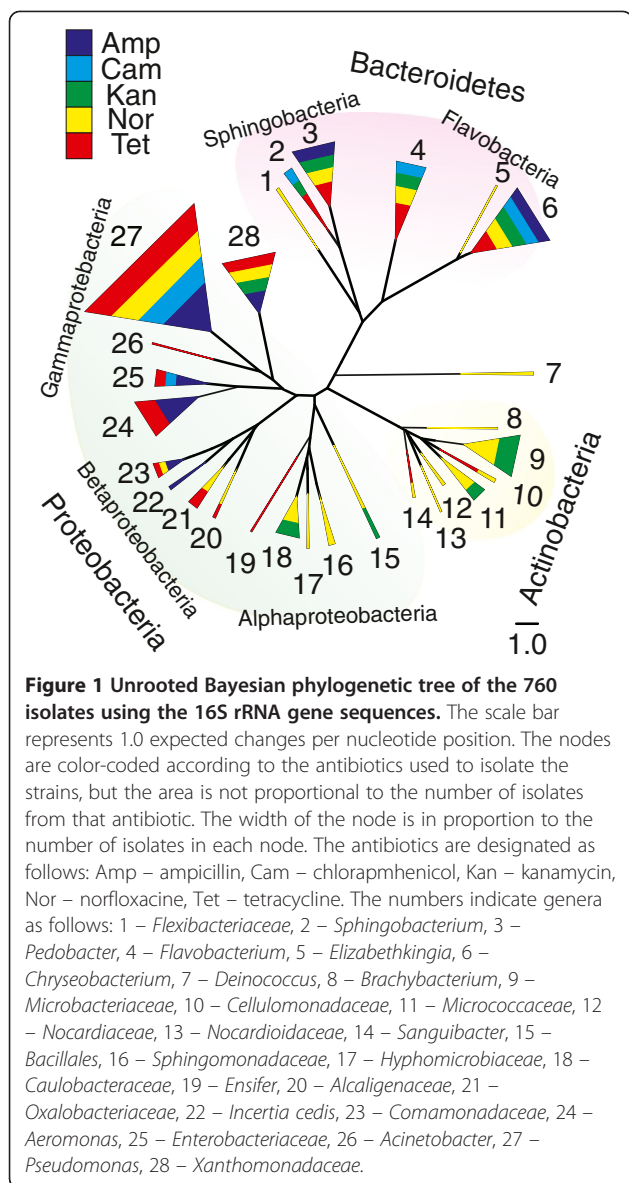 Amp
Cam
Kan
Nor
Tet
Bacteroidetes
Sphingobacteria
Flavobacteria
3
2
1
4
5
6
Gammaprotebacteria
27
28
26
25
24
7
8
9
10
11
12
13
14
Actinobacteria
23
22
21
20
19
18
17
16
15
Betaproteobacteria
Proteobacteria
Alphaproteobacteria
1.0
Figure 1 Unrooted Bayesian phylogenetic tree of the 760
isolates using the 16S rRNA gene sequences. The scale bar
represents 1.0 expected changes per nucleotide position. The nodes
are color-coded according to the antibiotics used to isolate the
strains, but the area is not proportional to the number of isolates
from that antibiotic. The width of the node is in proportion to the
number of isolates in each node. The antibiotics are designated as
follows: Amp – ampicillin, Cam – chlorapmhenicol, Kan – kanamycin,
Nor – norfloxacine, Tet – tetracycline. The numbers indicate genera
as follows: 1 – Flexibacteriaceae, 2 – Sphingobacterium, 3 –
Pedobacter, 4 – Flavobacterium, 5 – Elizabethkingia, 6 –
Chryseobacterium, 7 – Deinococcus, 8 – Brachybacterium, 9 –
Microbacteriaceae, 10 – Cellulomonadaceae, 11 – Micrococcaceae, 12
– Nocardiaceae, 13 – Nocardioidaceae, 14 – Sanguibacter, 15 –
Bacillales, 16 – Sphingomonadaceae, 17 – Hyphomicrobiaceae, 18 –
Caulobacteraceae, 19 – Ensifer, 20 – Alcaligenaceae, 21 –
Oxalobacteriaceae, 22 – Incertia cedis, 23 – Comamonadaceae, 24 –
Aeromonas, 25 – Enterobacteriaceae, 26 – Acinetobacter, 27 –
Pseudomonas, 28 – Xanthomonadaceae.